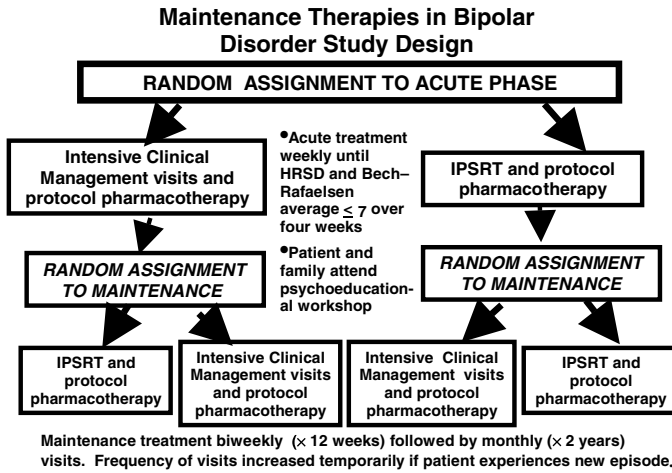 Maintenance Therapies in Bipolar
Disorder Study Design
RANDOM ASSIGNMENT TO ACUTE PHASE
Intensive Clinical
Management visits and
protocol pharmacotherapy
•Acute treatment
weekly until
HRSD and Bech–
Rafaelsen
average ≤ 7 over
four weeks
IPSRT and protocol
pharmacotherapy
RANDOM ASSIGNMENT
TO MAINTENANCE
•Patient and
family attend
psychoeducation-
al workshop
RANDOM ASSIGNMENT
TO MAINTENANCE
IPSRT and
protocol
pharmacotherapy
Intensive Clinical
Management visits
and protocol
pharmacotherapy
Intensive Clinical
Management visits
and protocol
pharmacotherapy
IPSRT and
protocol
pharmacotherapy
Maintenance treatment biweekly (× 12 weeks) followed by monthly (× 2 years)
visits. Frequency of visits increased temporarily if patient experiences new episode.